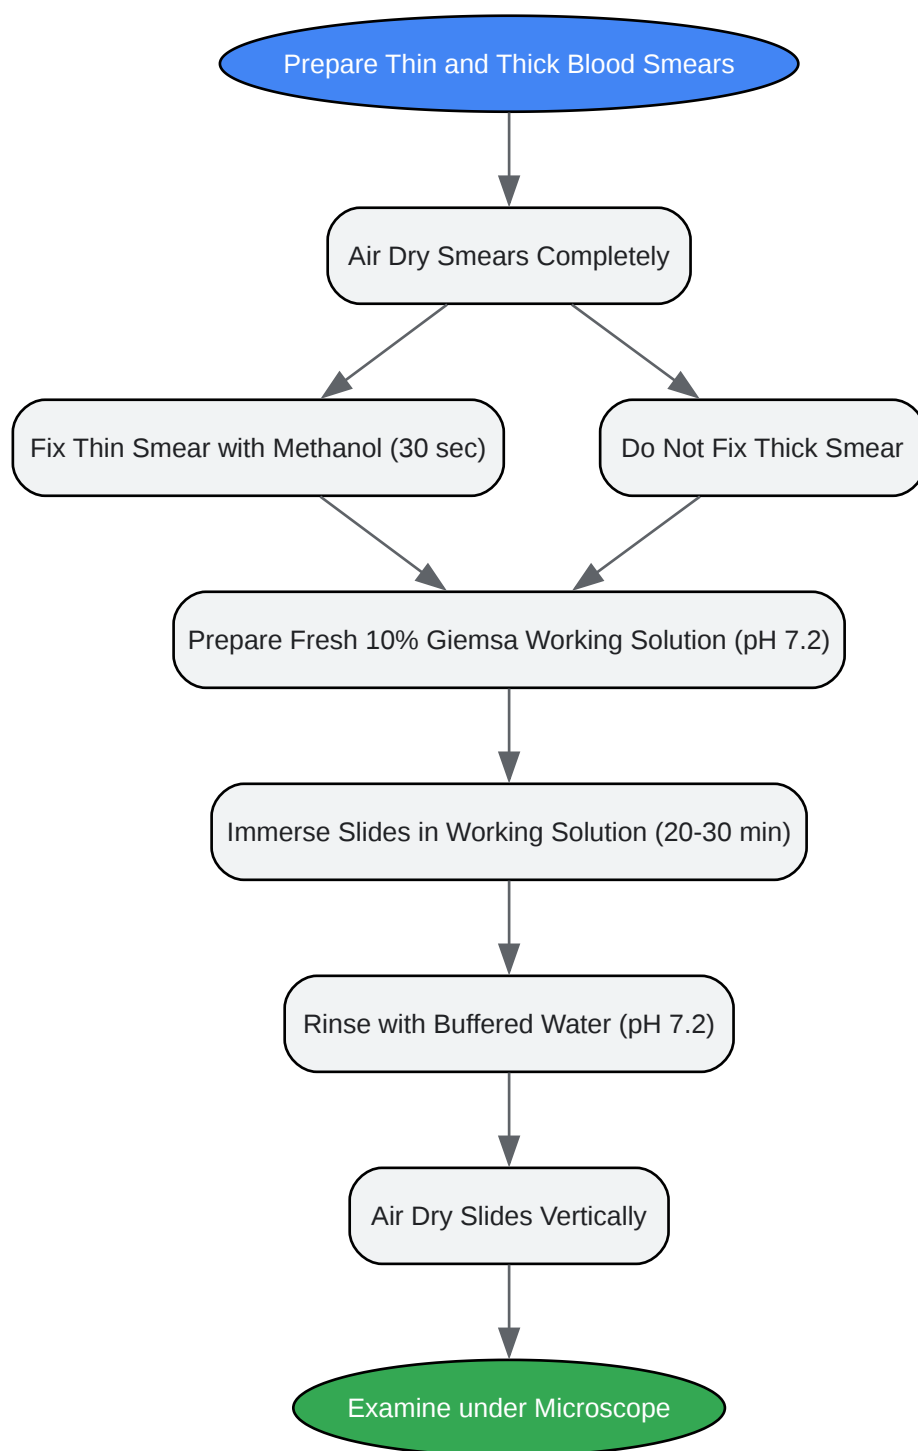 Prepare Thin and Thick Blood Smears
Air Dry Smears Completely
Fix Thin Smear with Methanol (30 sec)
Do Not Fix Thick Smear
Prepare Fresh 10% Giemsa Working Solution (pH 7.2)
Immerse Slides in Working Solution (20-30 min)
Rinse with Buffered Water (pH 7.2)
Air Dry Slides Vertically
Examine under Microscope